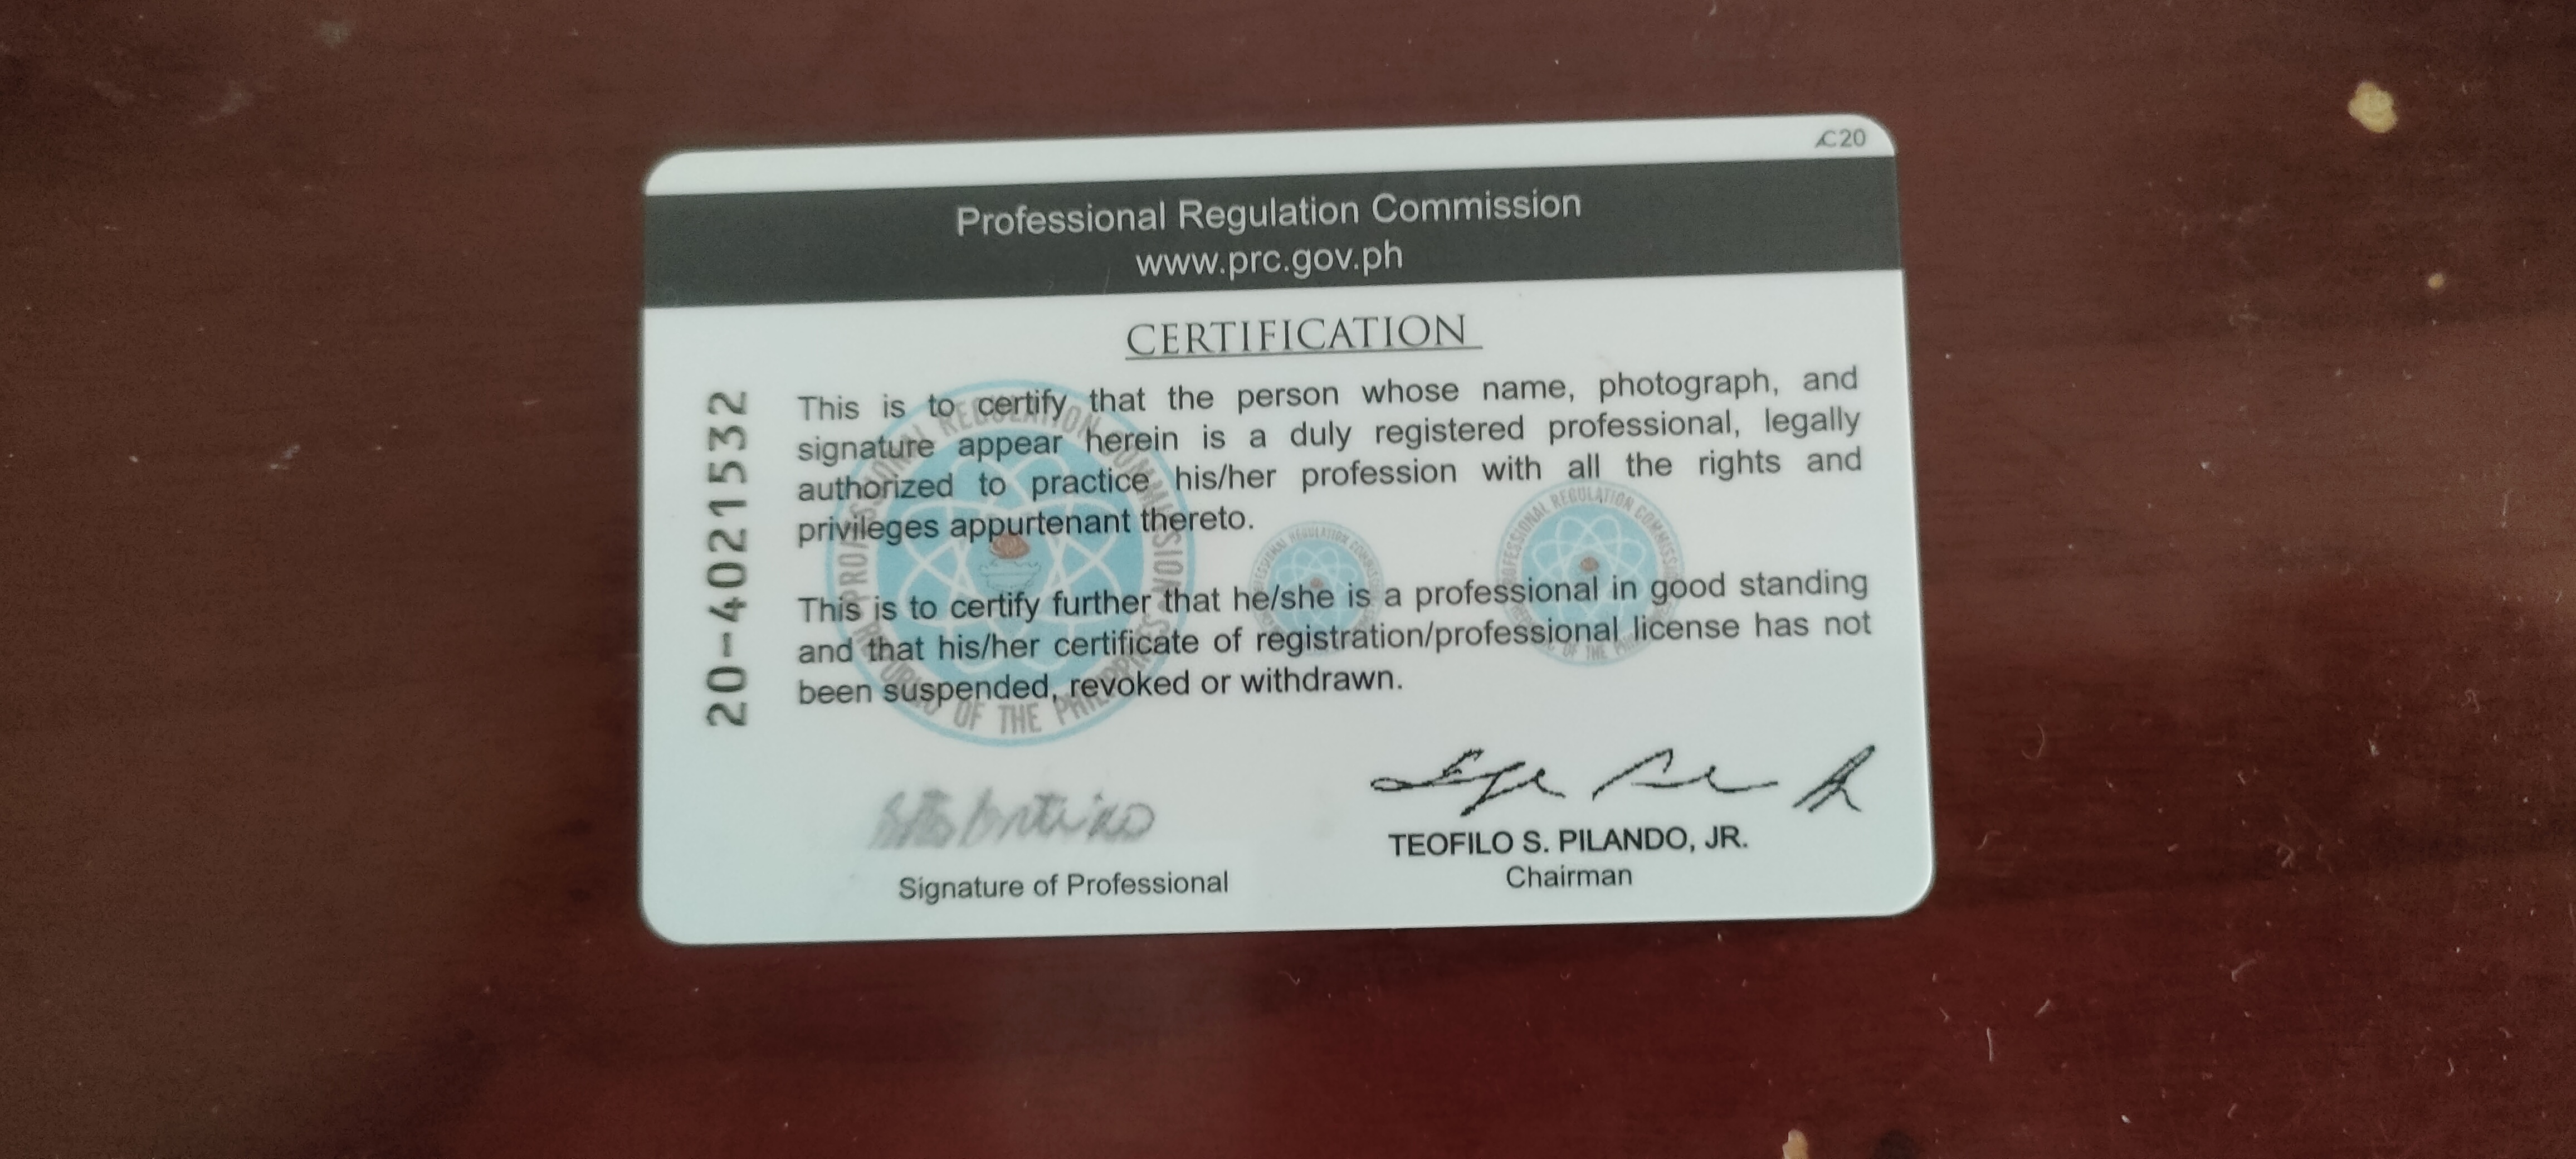 C20
Professional Regulation Commission
www.prc.gov.ph
CERTIFICATION
20-4021532
This is to certify that the person whose name, photograph, and
signature appear herein is a duly registered professional, legally
authorized to practice his/her profession with all the rights and
privileges appurtenant thereto.
This is to certify further that he/she is a professional in good standing
and that his/her certificate of registration/professional license has not
been suspended, revoked or withdrawn.
Signature of Professional
TEOFILO S. PILANDO, JR.
Chairman
PROFESSIONAL REGULATION COMMISSION
REPUBLIC OF THE PHILIPPINES